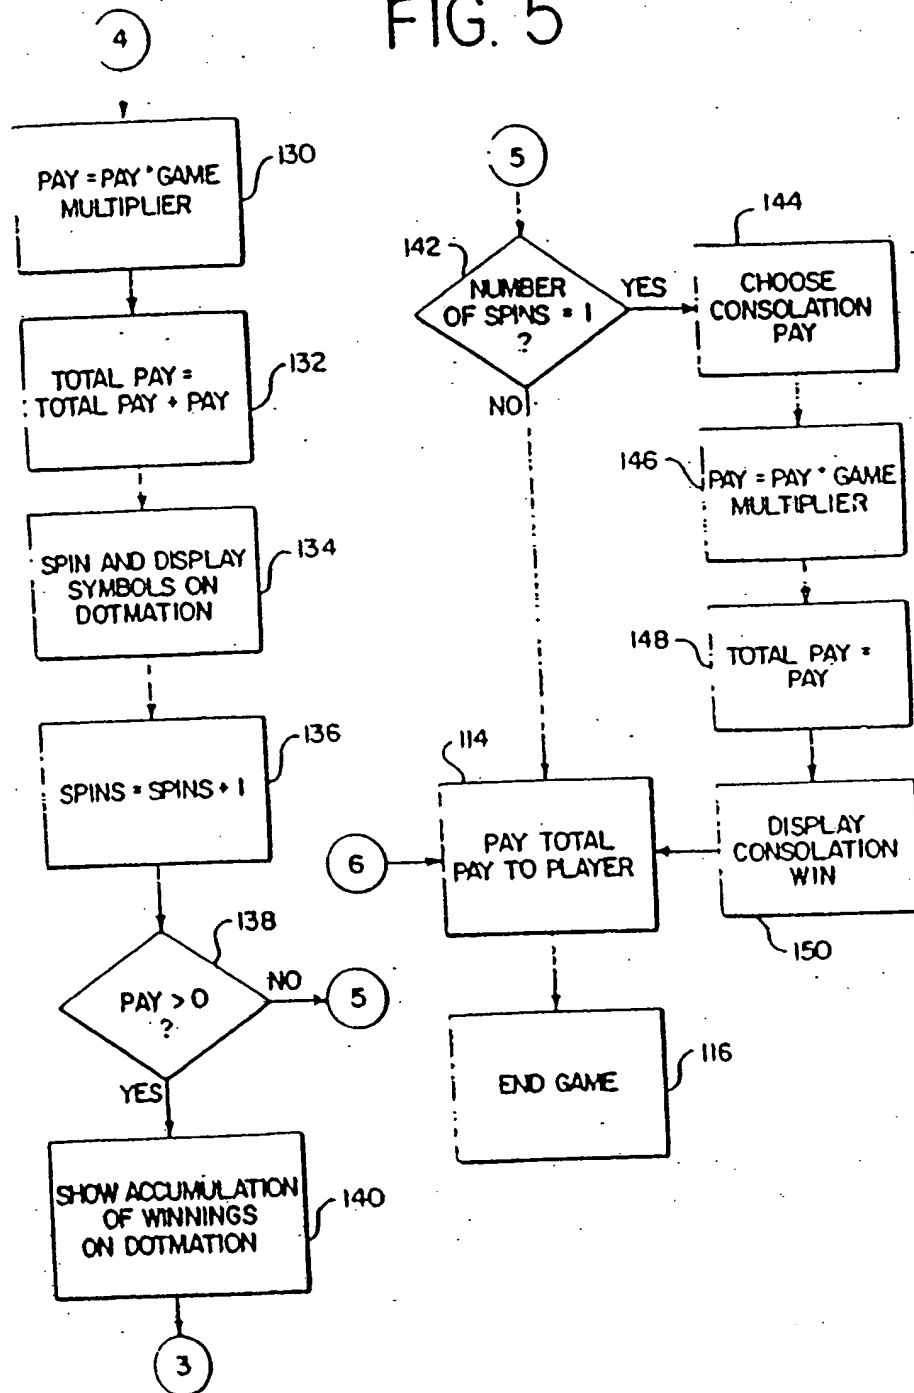 FIG. 5
4
PAY = PAY * GAME
MULTIPLIER
130
TOTAL PAY =
TOTAL PAY + PAY
132
SPIN AND DISPLAY
SYMBOLS ON
DOTMATION
134
SPINS = SPINS + 1
136
138
PAY > 0
?
NO
5
YES
SHOW ACCUMULATION
OF WINNINGS
ON DOTMATION
140
3
5
142
NUMBER
OF SPINS = 1
?
YES
NO
144
CHOOSE
CONSOLATION
PAY
146
PAY = PAY * GAME
MULTIPLIER
148
TOTAL PAY =
PAY
DISPLAY
CONSOLATION
WIN
150
114
PAY TOTAL
PAY TO PLAYER
6
END GAME
116